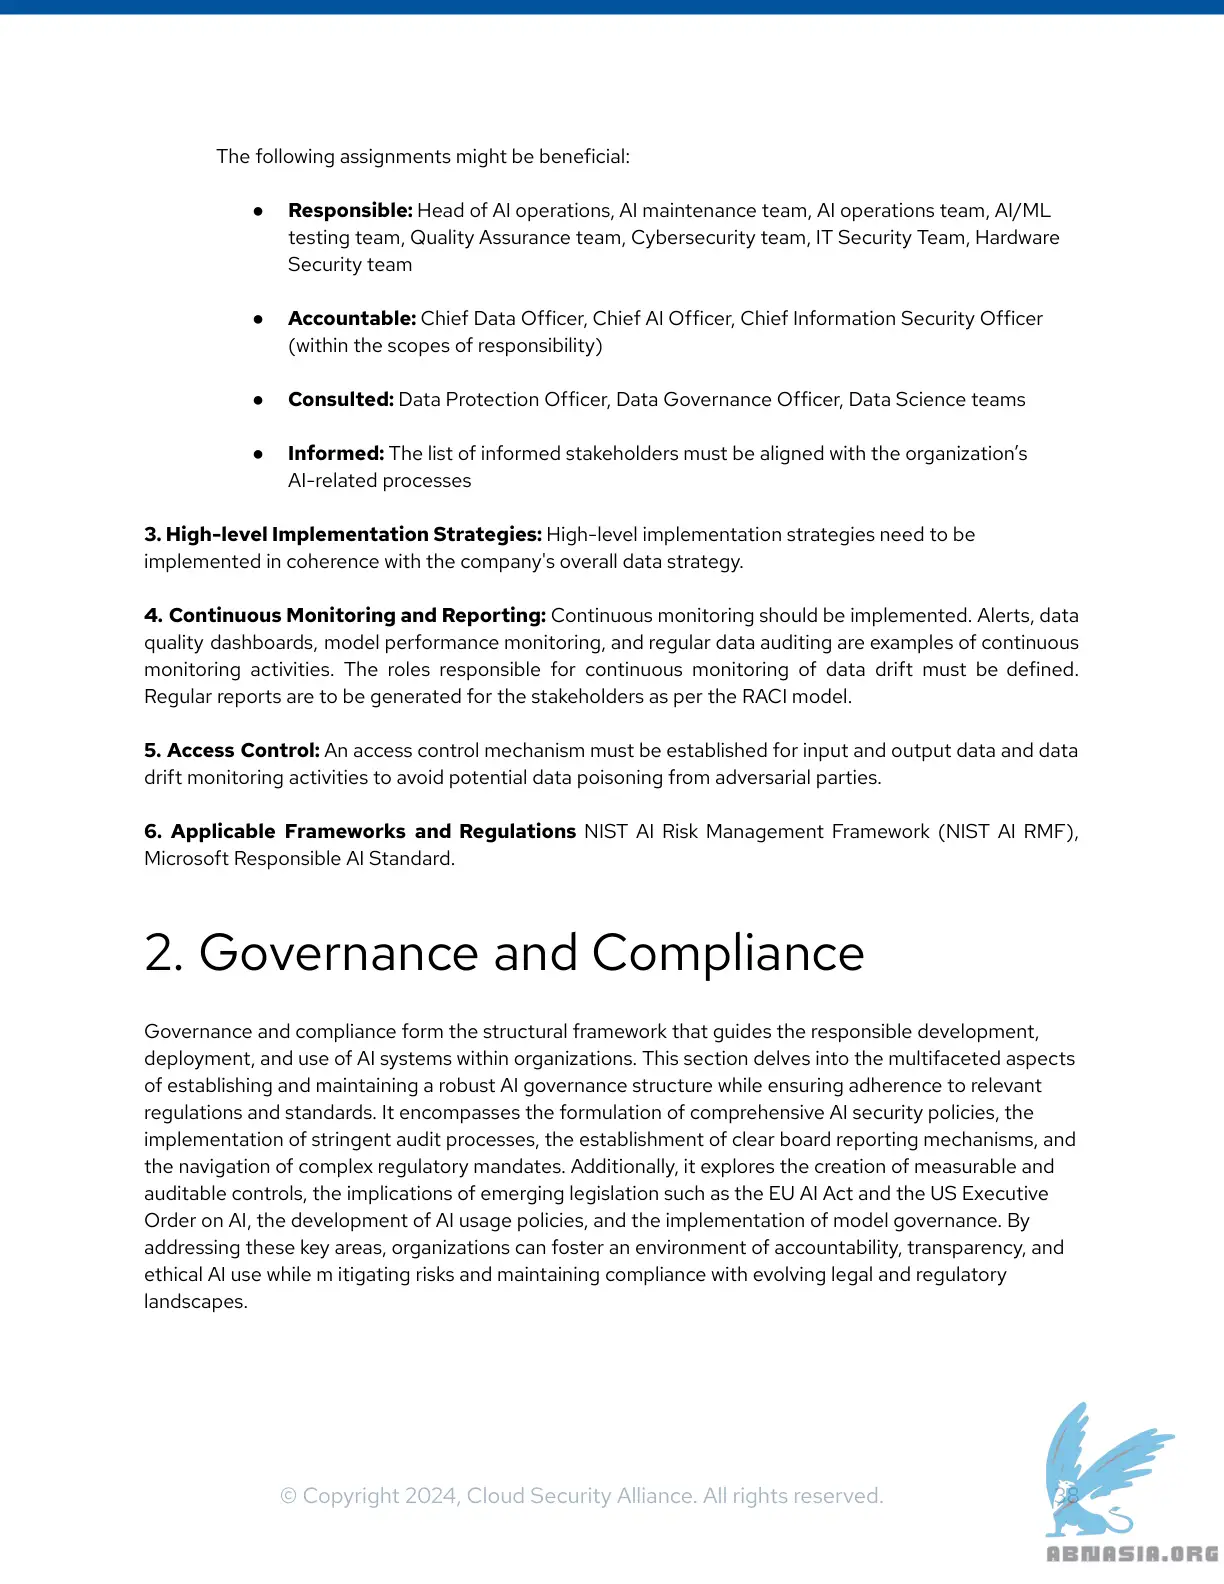 The following assignments might be beneficial:
● Responsible: Head of AI operations, AI maintenance team, AI operations team, AI/ML
testing team, Quality Assurance team, Cybersecurity team, IT Security Team, Hardware
Security team
● Accountable: Chief Data Officer, Chief AI Officer, Chief Information Security Officer
(within the scopes of responsibility)
● Consulted: Data Protection Officer, Data Governance Officer, Data Science teams
● Informed: The list of informed stakeholders must be aligned with the organization’s
AI-related processes
3. High-level Implementation Strategies: High-level implementation strategies need to be
implemented in coherence with the company's overall data strategy.
4. Continuous Monitoring and Reporting: Continuous monitoring should be implemented. Alerts, data
quality dashboards, model performance monitoring, and regular data auditing are examples of continuous
monitoring activities. The roles responsible for continuous monitoring of data drift must be defined.
Regular reports are to be generated for the stakeholders as per the RACI model.
5. Access Control: An access control mechanism must be established for input and output data and data
drift monitoring activities to avoid potential data poisoning from adversarial parties.
6. Applicable Frameworks and Regulations NIST AI Risk Management Framework (NIST AI RMF),
Microsoft Responsible AI Standard.
2. Governance and Compliance
Governance and compliance form the structural framework that guides the responsible development,
deployment, and use of AI systems within organizations. This section delves into the multifaceted aspects
of establishing and maintaining a robust AI governance structure while ensuring adherence to relevant
regulations and standards. It encompasses the formulation of comprehensive AI security policies, the
implementation of stringent audit processes, the establishment of clear board reporting mechanisms, and
the navigation of complex regulatory mandates. Additionally, it explores the creation of measurable and
auditable controls, the implications of emerging legislation such as the EU AI Act and the US Executive
Order on AI, the development of AI usage policies, and the implementation of model governance. By
addressing these key areas, organizations can foster an environment of accountability, transparency, and
ethical AI use while m itigating risks and maintaining compliance with evolving legal and regulatory
landscapes.
© Copyright 2024, Cloud Security Alliance. All rights reserved.
38
ABNASIA.ORG